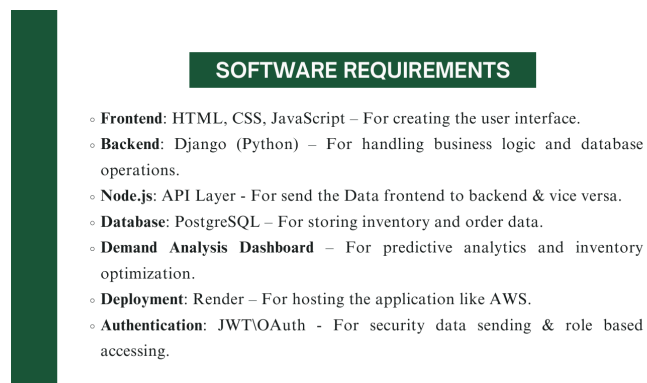 SOFTWARE REQUIREMENTS
Frontend: HTML, CSS, JavaScript – For creating the user interface.
Backend: Django (Python) – For handling business logic and database
operations.
Node.js: API Layer - For send the Data frontend to backend & vice versa.
Database: PostgreSQL – For storing inventory and order data.
Demand Analysis Dashboard – For predictive analytics and inventory
optimization.
Deployment: Render – For hosting the application like AWS.
Authentication: JWT\OAuth - For security data sending & role based
accessing.